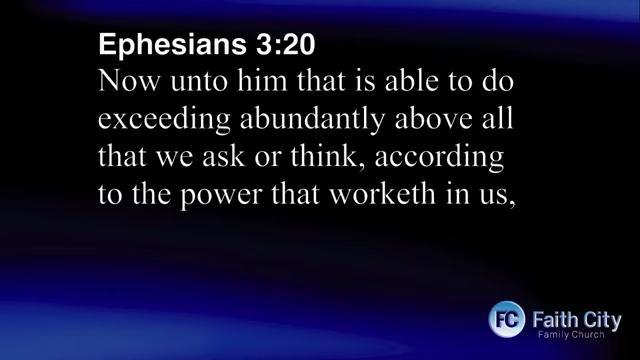 Ephesians 3:20
Now unto him that is able to do
exceeding abundantly above all
that we ask or think, according
to the power that worketh in us,
FC Faith City
Family Church